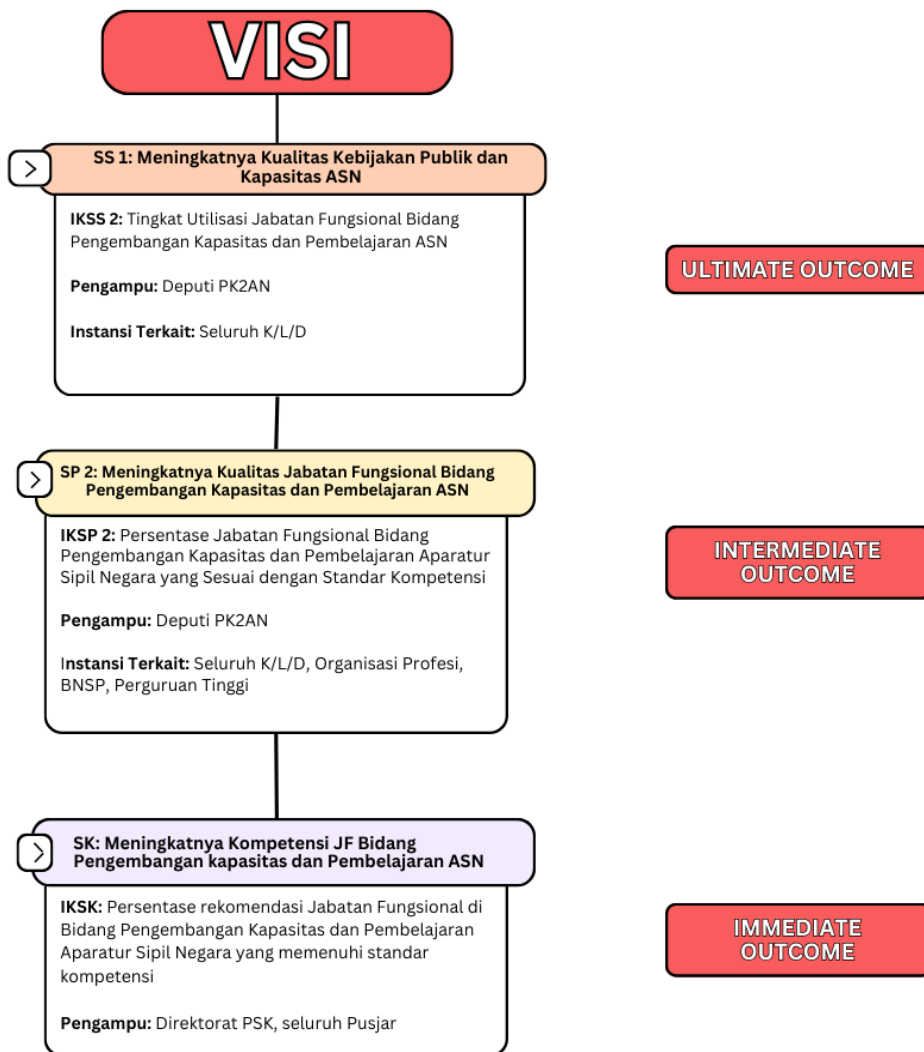 VISI
SS 1: Meningkatnya Kualitas Kebijakan Publik dan
Kapasitas ASN
IKSS 2: Tingkat Utilisasi Jabatan Fungsional Bidang
Pengembangan Kapasitas dan Pembelajaran ASN
Pengampu: Deputi PK2AN
Instansi Terkait: Seluruh K/L/D
ULTIMATE OUTCOME
SP 2: Meningkatnya Kualitas Jabatan Fungsional Bidang
Pengembangan Kapasitas dan Pembelajaran ASN
IKSP 2: Persentase Jabatan Fungsional Bidang
Pengembangan Kapasitas dan Pembelajaran Aparatur
Sipil Negara yang Sesuai dengan Standar Kompetensi
Pengampu: Deputi PK2AN
Instansi Terkait: Seluruh K/L/D, Organisasi Profesi,
BNSP, Perguruan Tinggi
INTERMEDIATE
OUTCOME
SK: Meningkatnya Kompetensi JF Bidang
Pengembangan kapasitas dan Pembelajaran ASN
IKSK: Persentase rekomendasi Jabatan Fungsional di
Bidang Pengembangan Kapasitas dan Pembelajaran
Aparatur Sipil Negara yang memenuhi standar
kompetensi
Pengampu: Direktorat PSK, seluruh Pusjar
IMMEDIATE
OUTCOME